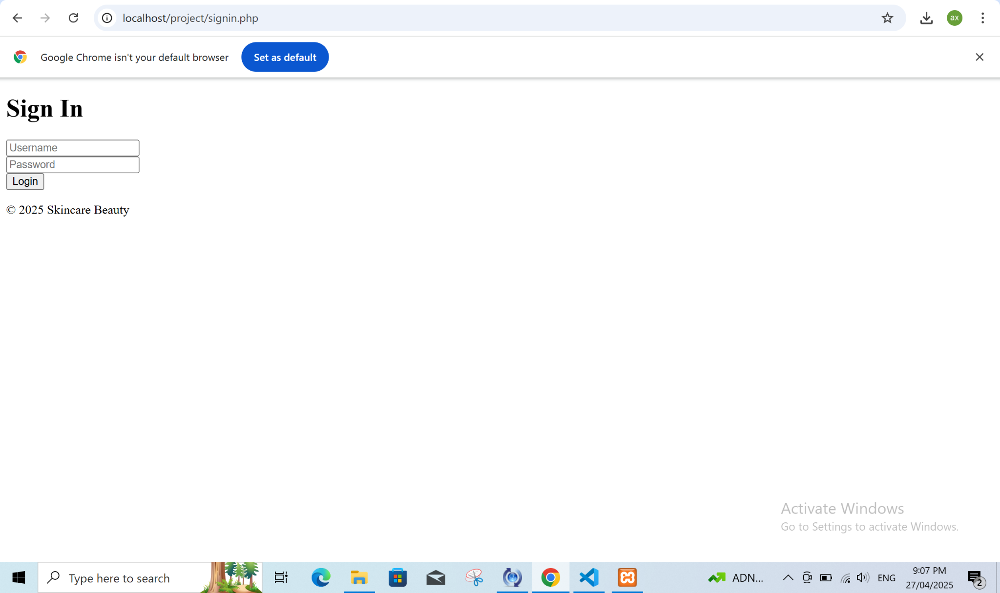 localhost/project/signin.php
ax
Google Chrome isn't your default browser
Set as default
Sign In
Username
Password
Login
© 2025 Skincare Beauty
Activate Windows
Go to Settings to activate Windows.
Type here to search
ADN...
ENG
9:07 PM
27/04/2025
2